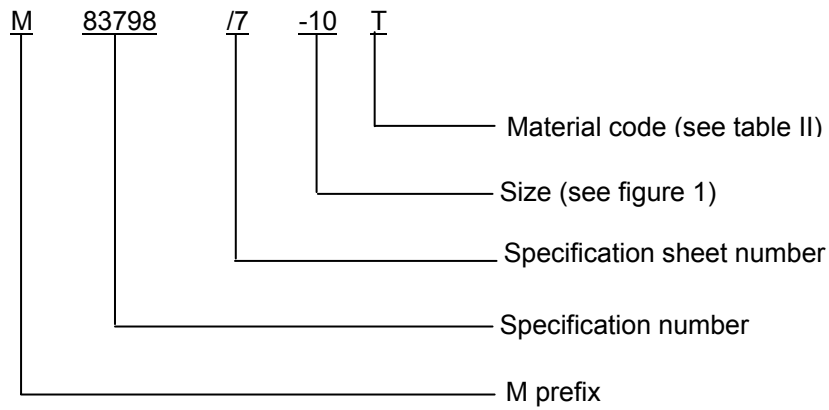 M 83798 /7 -10 T
Material code (see table II)
Size (see figure 1)
Specification sheet number
Specification number
M prefix